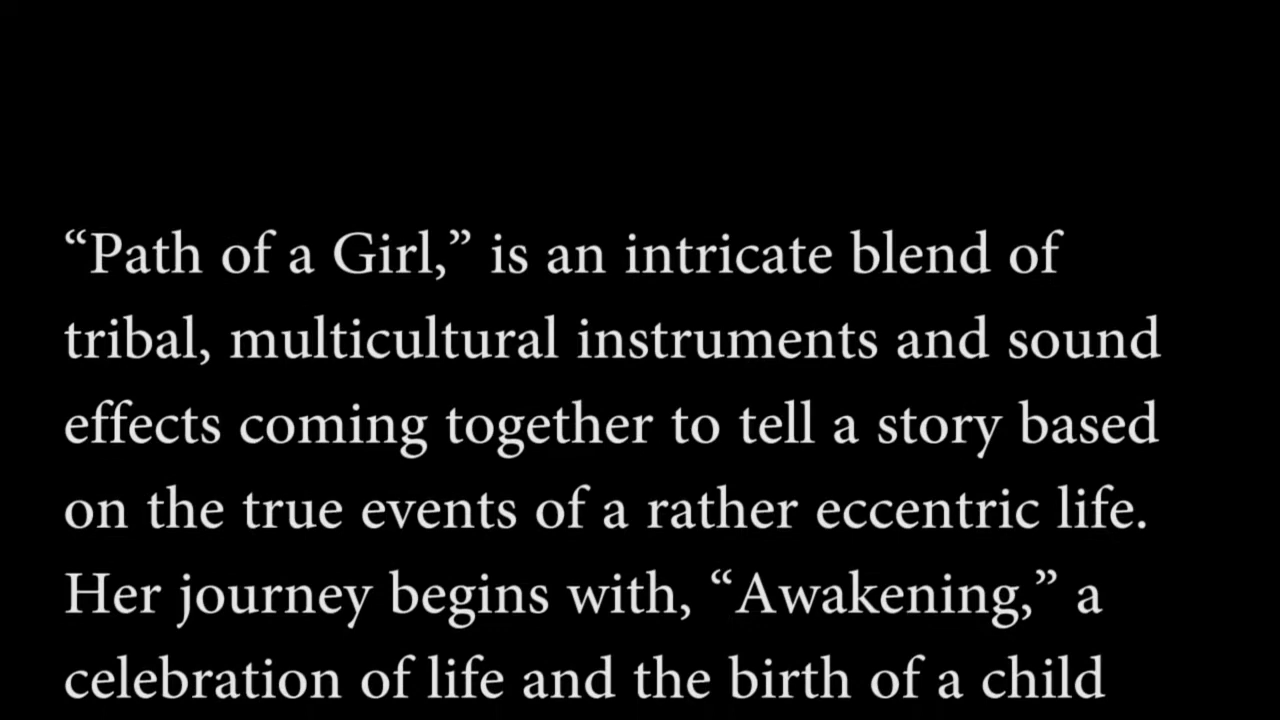 “Path of a Girl,” is an intricate blend of
tribal, multicultural instruments and sound
effects coming together to tell a story based
on the true events of a rather eccentric life.
Her journey begins with, “Awakening,” a
celebration of life and the birth of a child